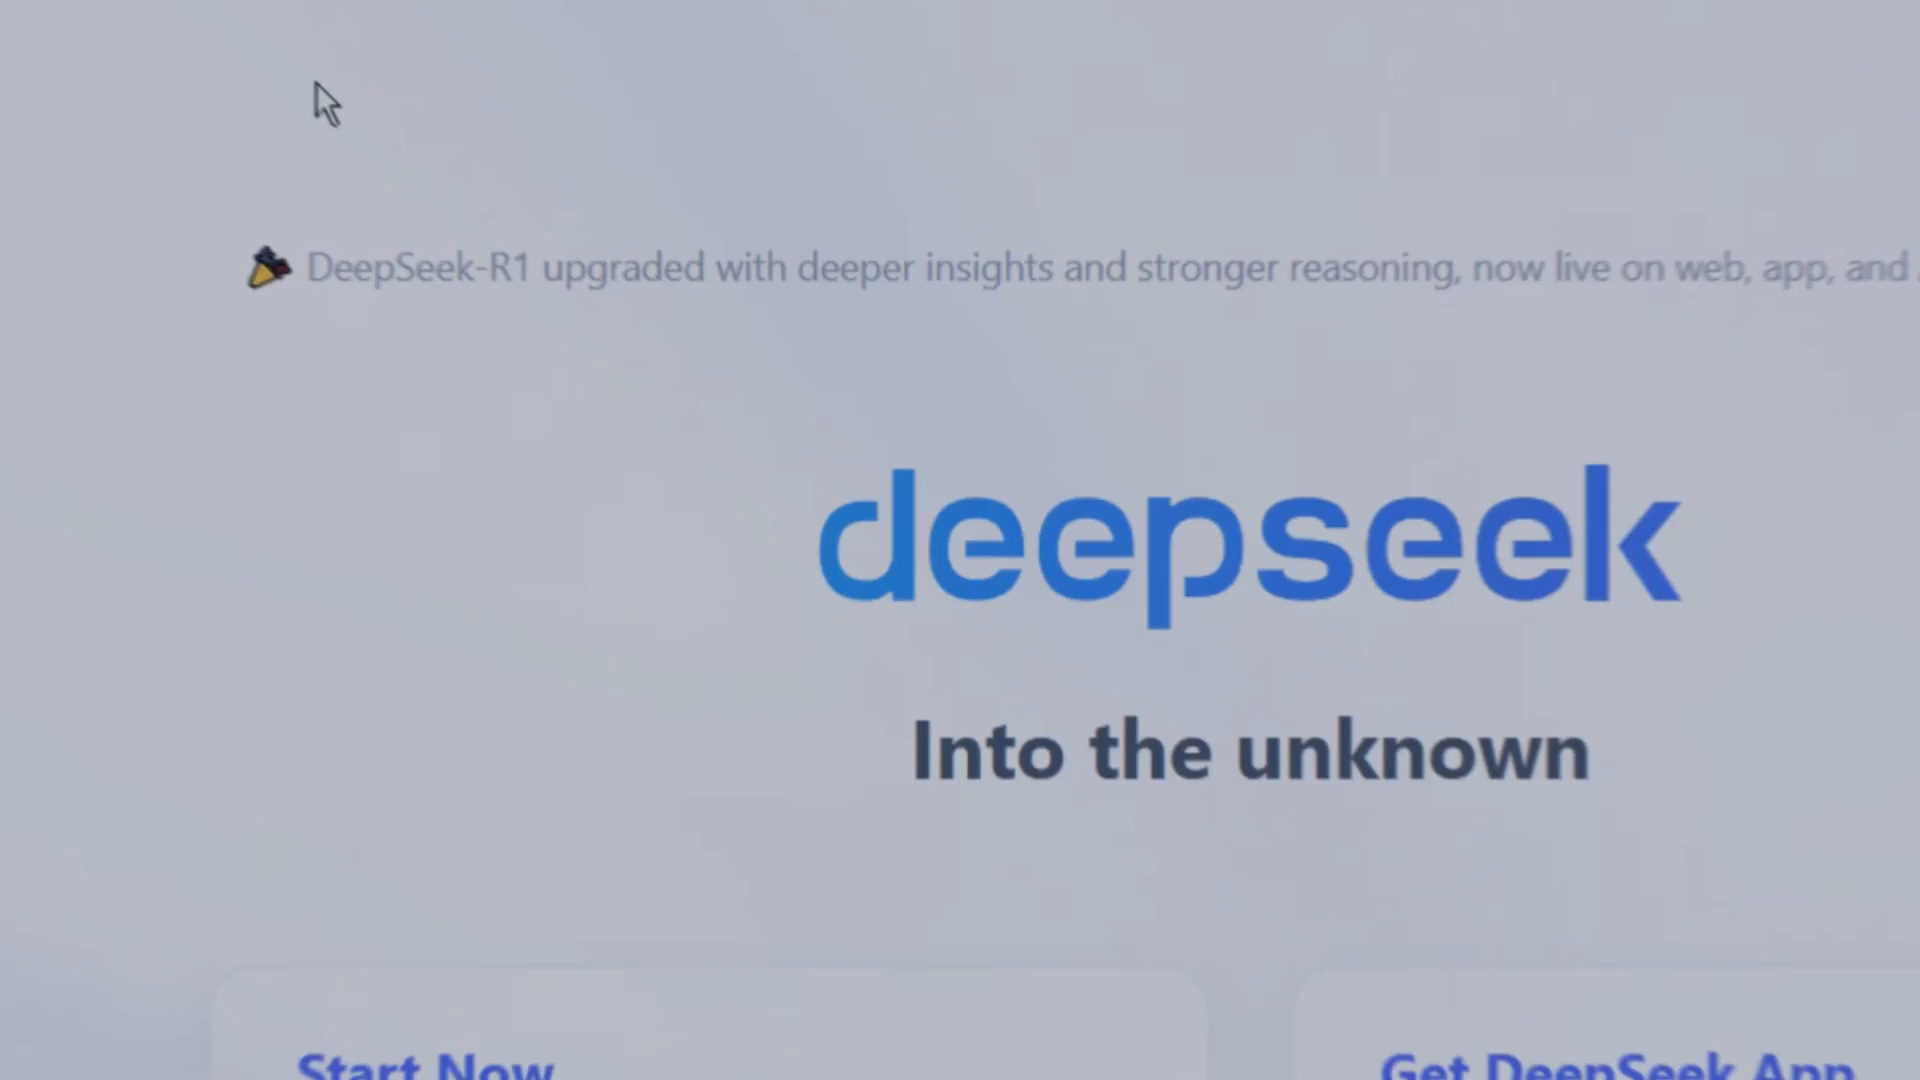 DeepSeek-R1 upgraded with deeper insights and stronger reasoning, now live on web, app, and
deepseek
Into the unknown
Start Now
Get DeepSeek App